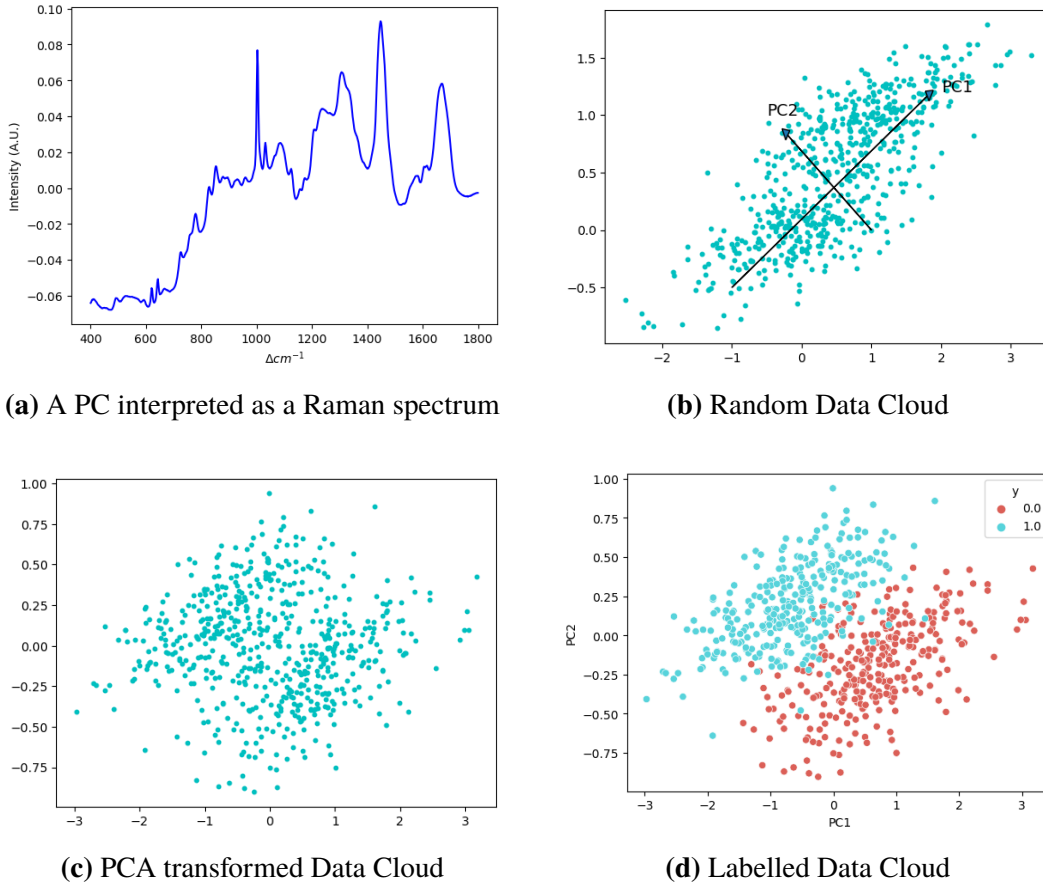 0.10
0.08
0.06
0.04
0.02
0.00
−0.02
−0.04
−0.06
Intensity (A.U.)
400 600 800 1000 1200 1400 1600 1800
Δcm⁻¹
(a) A PC interpreted as a Raman spectrum
1.5
1.0
0.5
0.0
−0.5
PC1
PC2
−2 −1 0 1 2 3
(b) Random Data Cloud
1.00
0.75
0.50
0.25
0.00
−0.25
−0.50
−0.75
−3 −2 −1 0 1 2 3
(c) PCA transformed Data Cloud
1.00
0.75
0.50
0.25
0.00
−0.25
−0.50
−0.75
PC2
y
0.0
1.0
−3 −2 −1 0 1 2 3
PC1
(d) Labelled Data Cloud